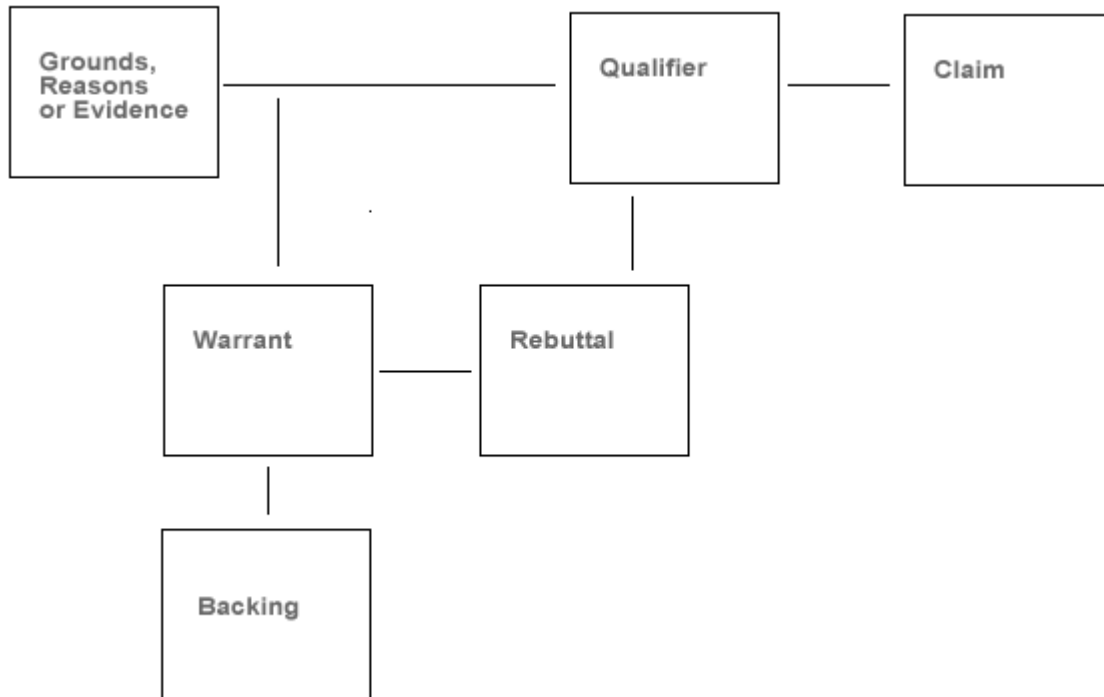 Grounds,
Reasons
or Evidence
Qualifier
Claim
Warrant
Rebuttal
Backing